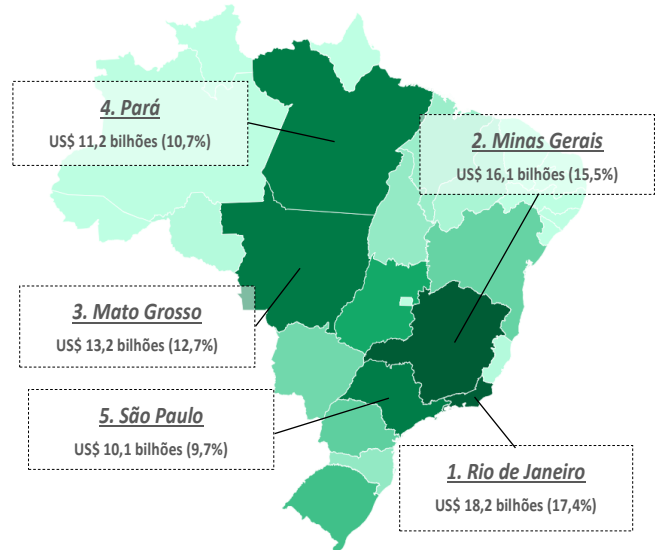 4. Pará
US$ 11,2 bilhões (10,7%)
2. Minas Gerais
US$ 16,1 bilhões (15,5%)
3. Mato Grosso
US$ 13,2 bilhões (12,7%)
5. São Paulo
US$ 10,1 bilhões (9,7%)
1. Rio de Janeiro
US$ 18,2 bilhões (17,4%)